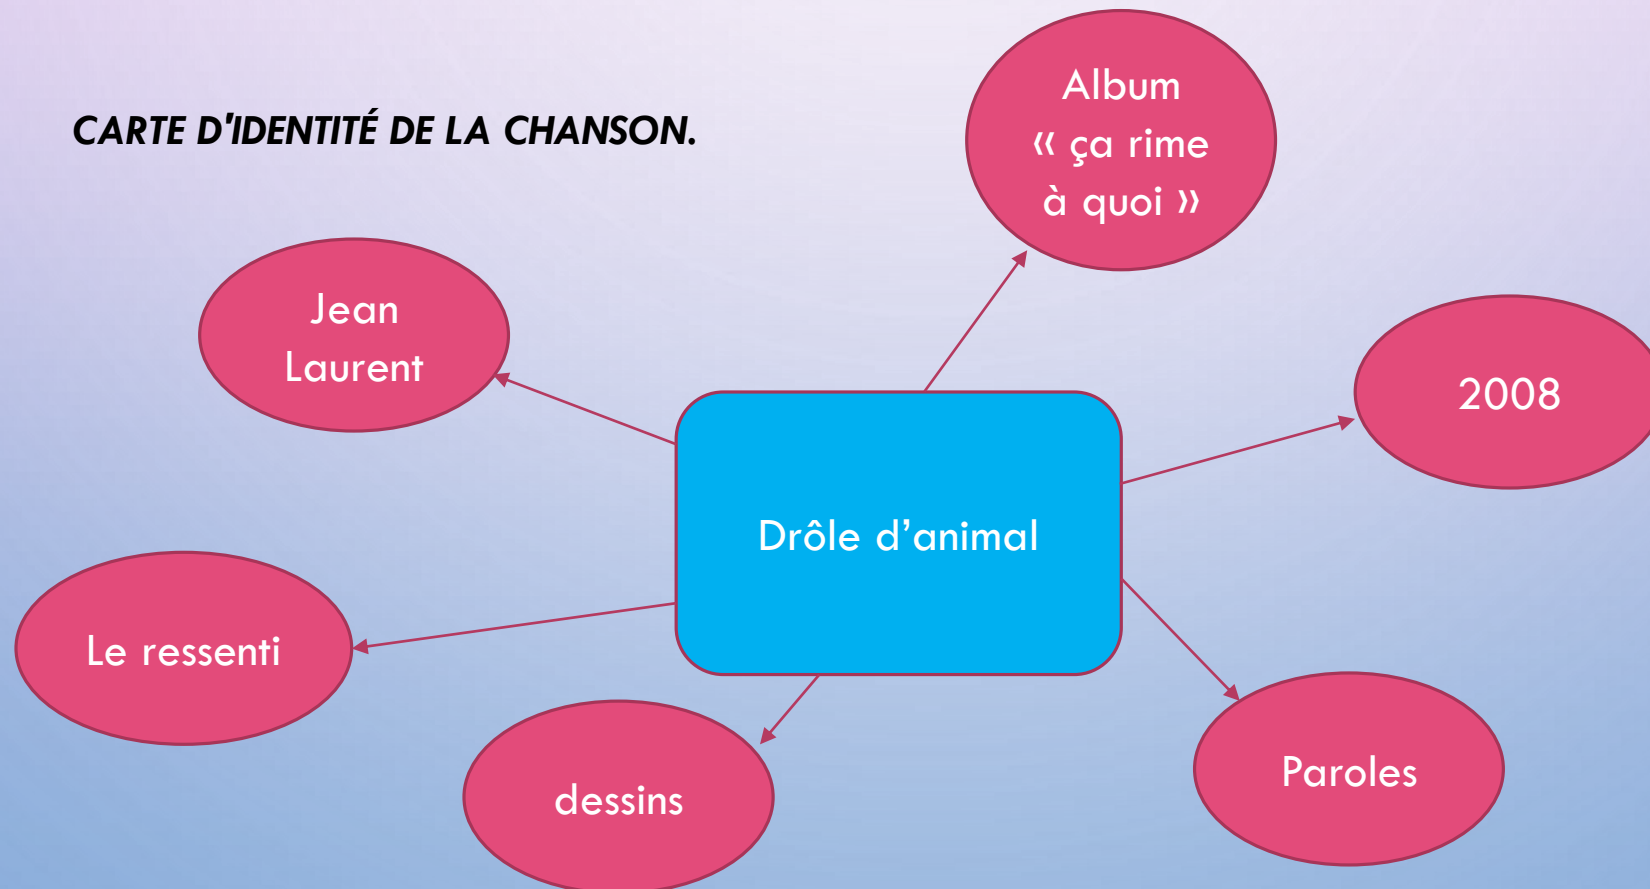 CARTE D'IDENTITÉ DE LA CHANSON.
Album
« ça rime
à quoi »
Jean
Laurent
2008
Drôle d’animal
Le ressenti
dessins
Paroles